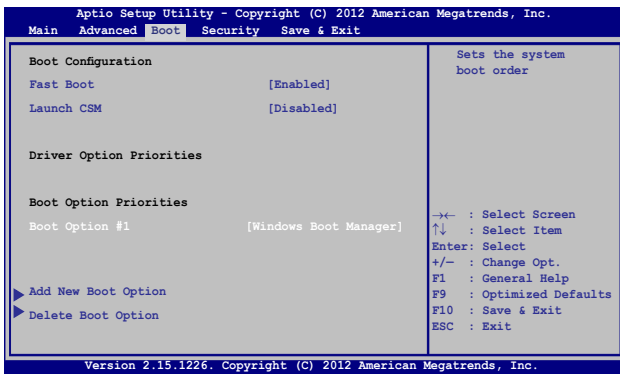 Aptio Setup Utility - Copyright (C) 2012 American Megatrends, Inc.
Main Advanced Boot Security Save & Exit
Boot Configuration
Fast Boot [Enabled]
Launch CSM [Disabled]
Driver Option Priorities
Boot Option Priorities
Boot Option #1 [Windows Boot Manager]
Add New Boot Option
Delete Boot Option
Sets the system
boot order
→← : Select Screen
↑↓ : Select Item
Enter: Select
+/— : Change Opt.
F1 : General Help
F9 : Optimized Defaults
F10 : Save & Exit
ESC : Exit
Version 2.15.1226. Copyright (C) 2012 American Megatrends, Inc.